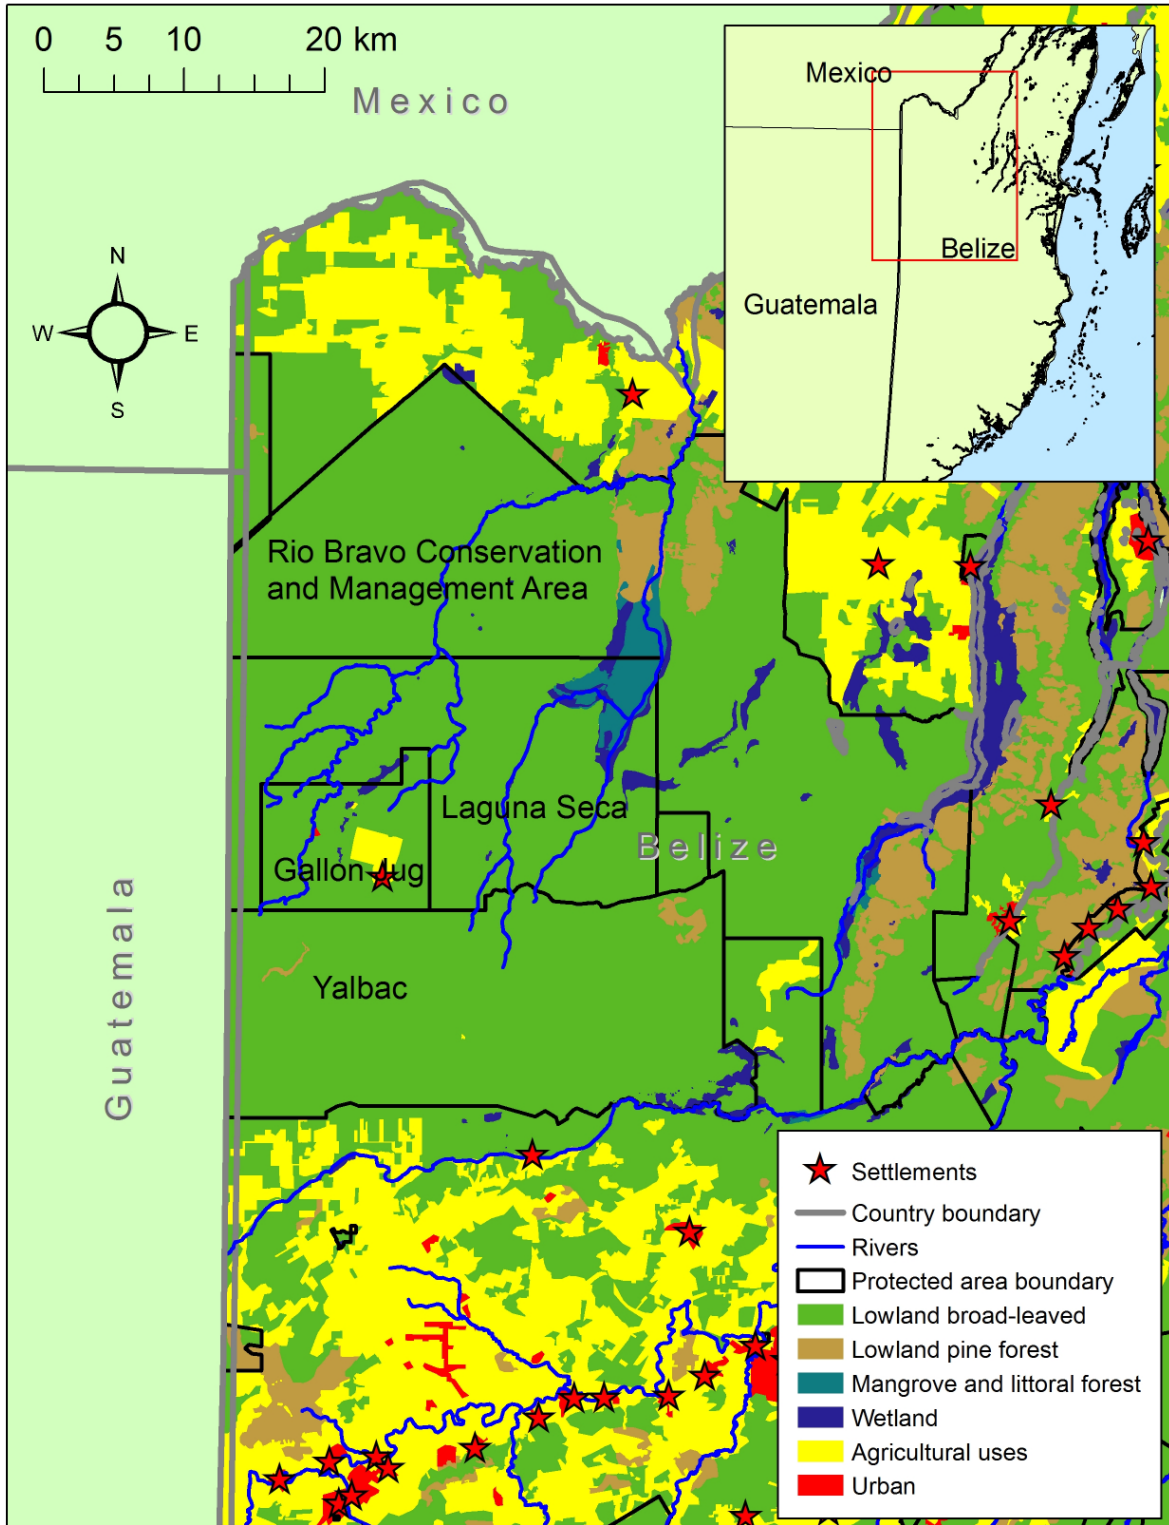 0 5 10 20 km
Mexico
Mexico
Belize
Guatemala
N
W E
S
Rio Bravo Conservation
and Management Area
Laguna Seca
Belize
Gallon Jug
Yalbac
Guatemala
Settlements
Country boundary
Rivers
Protected area boundary
Lowland broad-leaved
Lowland pine forest
Mangrove and littoral forest
Wetland
Agricultural uses
Urban